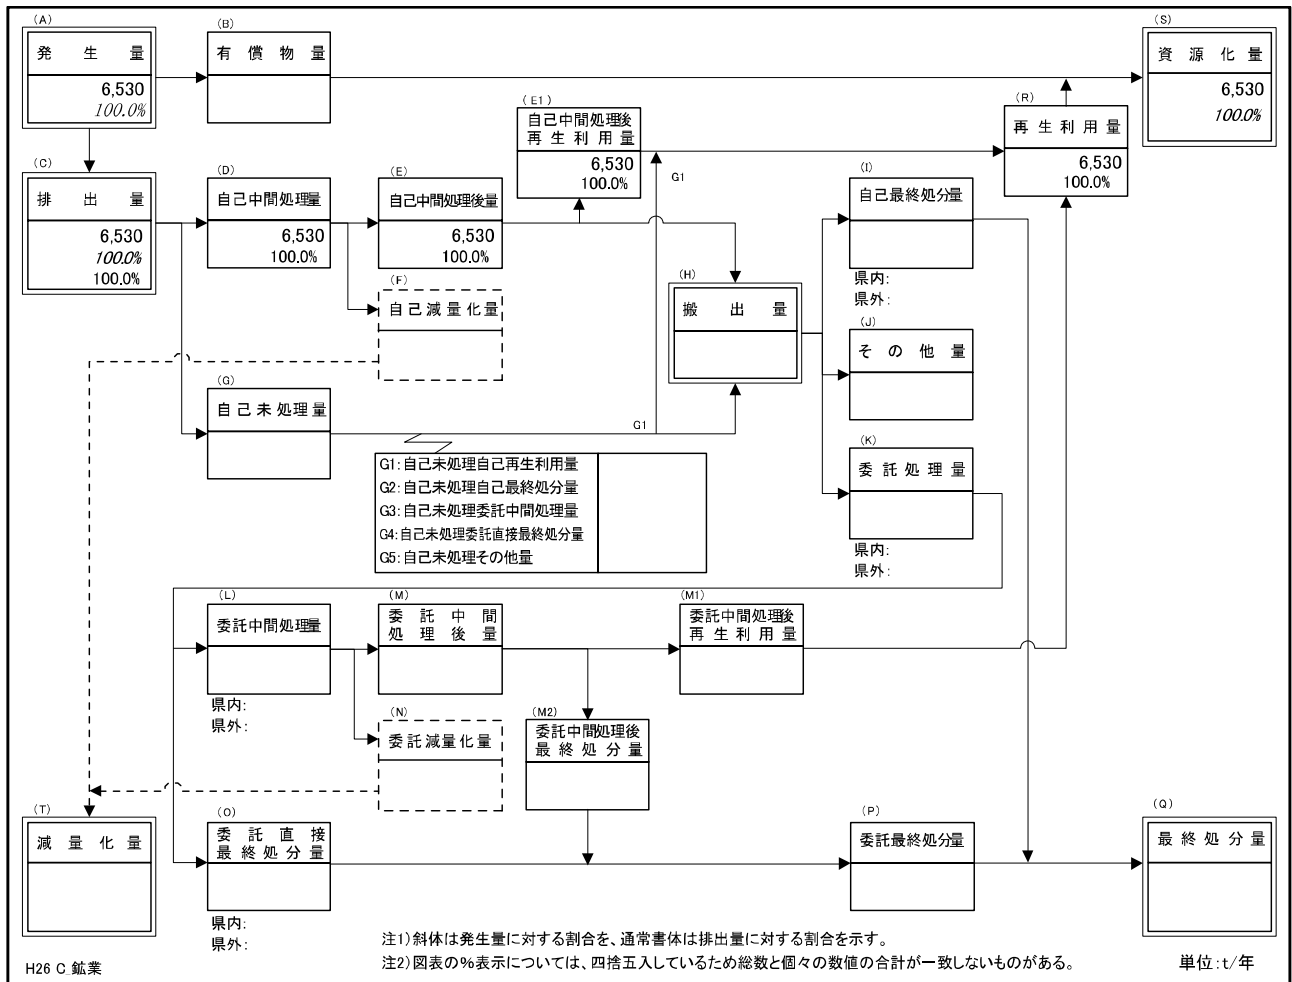 (A)
発生量
6,530
100.0%
(B)
有償物量
(S)
資源化量
6,530
100.0%
(E1)
自己中間処理後
再生利用量
6,530
100.0%
(R)
再生利用量
6,530
100.0%
(C)
排出量
6,530
100.0%
100.0%
(D)
自己中間処理量
6,530
100.0%
(E)
自己中間処理後量
6,530
100.0%
G1
(I)
自己最終処分量
県内:
県外:
(F)
自己減量化量
(H)
搬出量
(J)
その他量
(G)
自己未処理量
G1
(K)
委託処理量
県内:
県外:
G1:自己未処理自己再生利用量
G2:自己未処理自己最終処分量
G3:自己未処理委託中間処理量
G4:自己未処理委託直接最終処分量
G5:自己未処理その他量
(L)
委託中間処理量
県内:
県外:
(M)
委託中間
処理後量
(M1)
委託中間処理後
再生利用量
(N)
委託減量化量
(M2)
委託中間処理後
最終処分量
(T)
減量化量
(O)
委託直接
最終処分量
県内:
県外:
(P)
委託最終処分量
(Q)
最終処分量
注1)斜体は発生量に対する割合を、通常書体は排出量に対する割合を示す。
注2)図表の%表示については、四捨五入しているため総数と個々の数値の合計が一致しないものがある。
H26 C_鉱業
単位:t/年